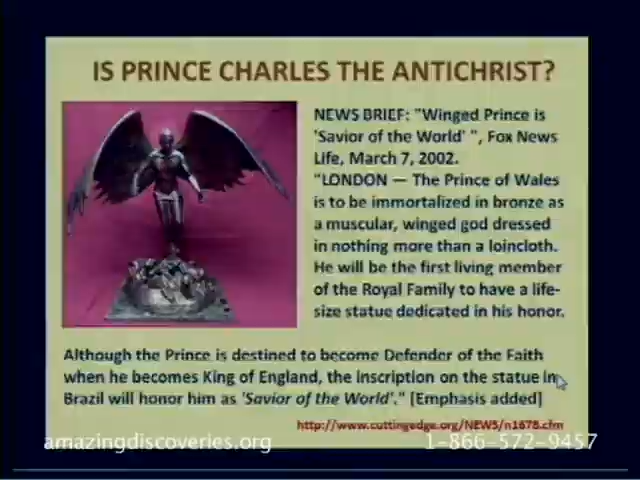 IS PRINCE CHARLES THE ANTICHRIST?
NEWS BRIEF: "Winged Prince is
'Savior of the World' ", Fox News
Life, March 7, 2002.
"LONDON — The Prince of Wales
is to be immortalized in bronze as
a muscular, winged god dressed
in nothing more than a loincloth.
He will be the first living member
of the Royal Family to have a life-
size statue dedicated in his honor.
Although the Prince is destined to become Defender of the Faith
when he becomes King of England, the inscription on the statue in
Brazil will honor him as 'Savior of the World'." [Emphasis added]
http://www.cuttingedge.org/NEWS/n1678.cfm
amazingdiscoveries.org 1-866-572-9457